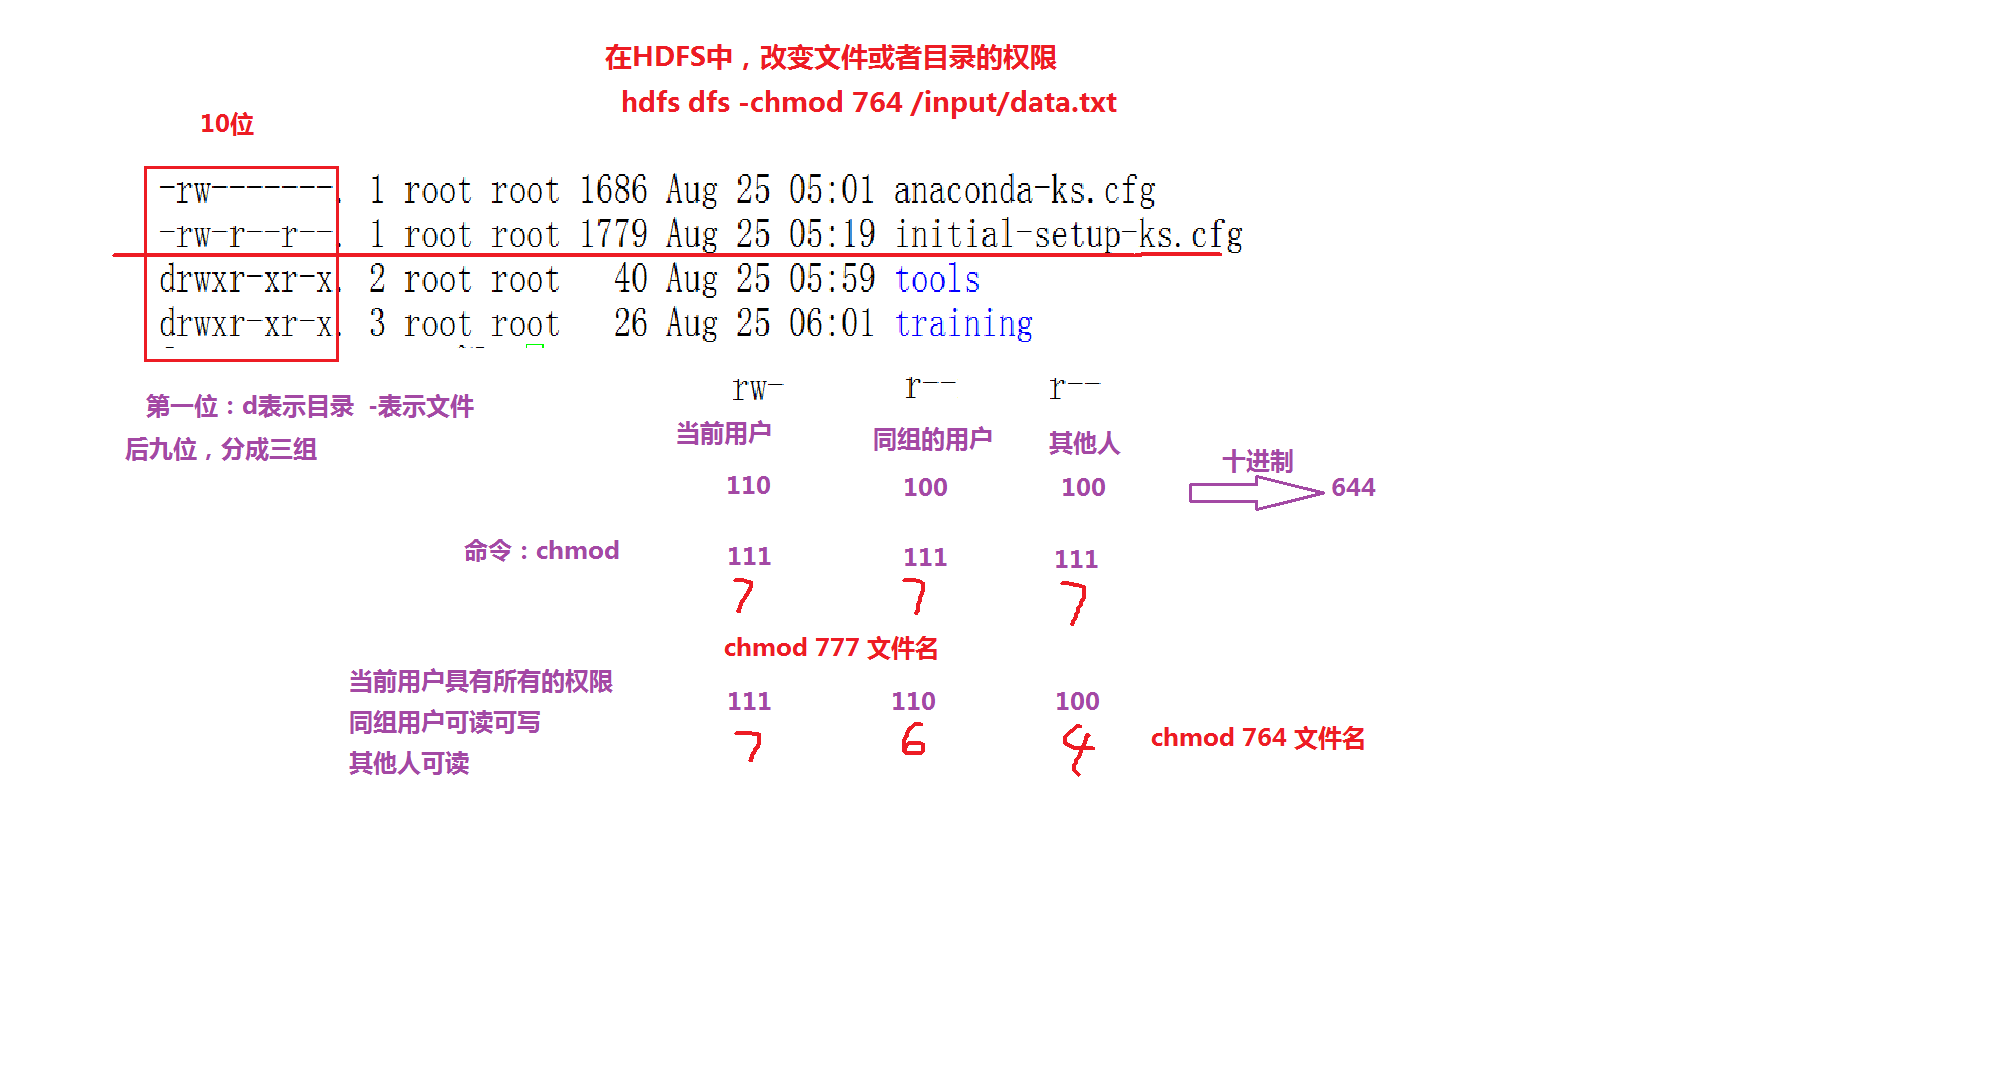 在HDFS中，改变文件或者目录的权限
hdfs dfs -chmod 764 /input/data.txt
10位
-rw-------. 1 root root 1686 Aug 25 05:01 anaconda-ks.cfg
-rw-r--r--. 1 root root 1779 Aug 25 05:19 initial-setup-ks.cfg
drwxr-xr-x. 2 root root 40 Aug 25 05:59 tools
drwxr-xr-x. 3 root root 26 Aug 25 06:01 training
rw- r-- r--
第一位：d表示目录 -表示文件
当前用户 同组的用户 其他人
后九位，分成三组
十进制
110 100 100 644
命令：chmod 111 111 111
7 7 7
chmod 777 文件名
当前用户具有所有的权限
111 110 100
同组用户可读可写
7 6 4 chmod 764 文件名
其他人可读